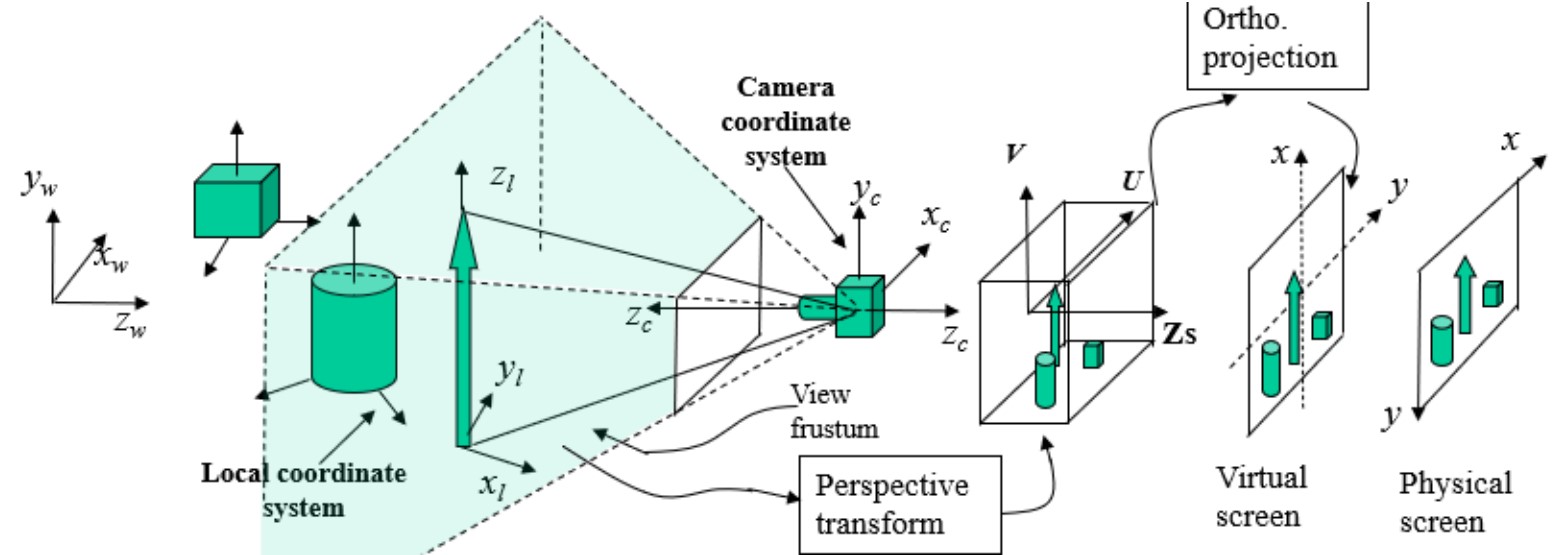 Ortho.
projection
Camera
coordinate
system
y_w
x_w
z_w
z_l
y_l
x_l
y_c
x_c
z_c
z_c
V
U
Zs
x
y
x
y
View
frustum
Local coordinate
system
Perspective
transform
Virtual
screen
Physical
screen